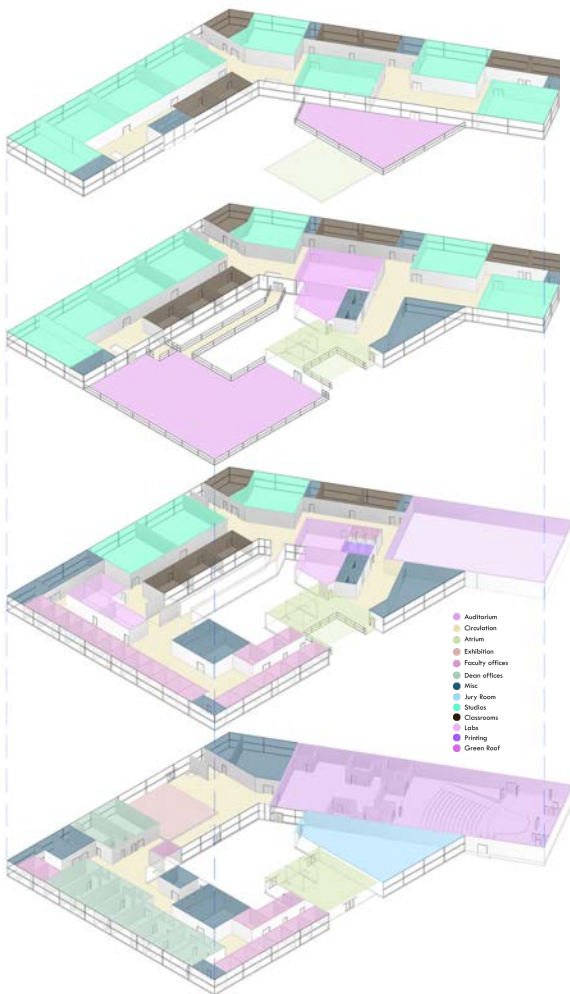 Auditorium
Circulation
Atrium
Exhibition
Faculty offices
Dean offices
Misc
Jury Room
Studios
Classrooms
Labs
Printing
Green Roof